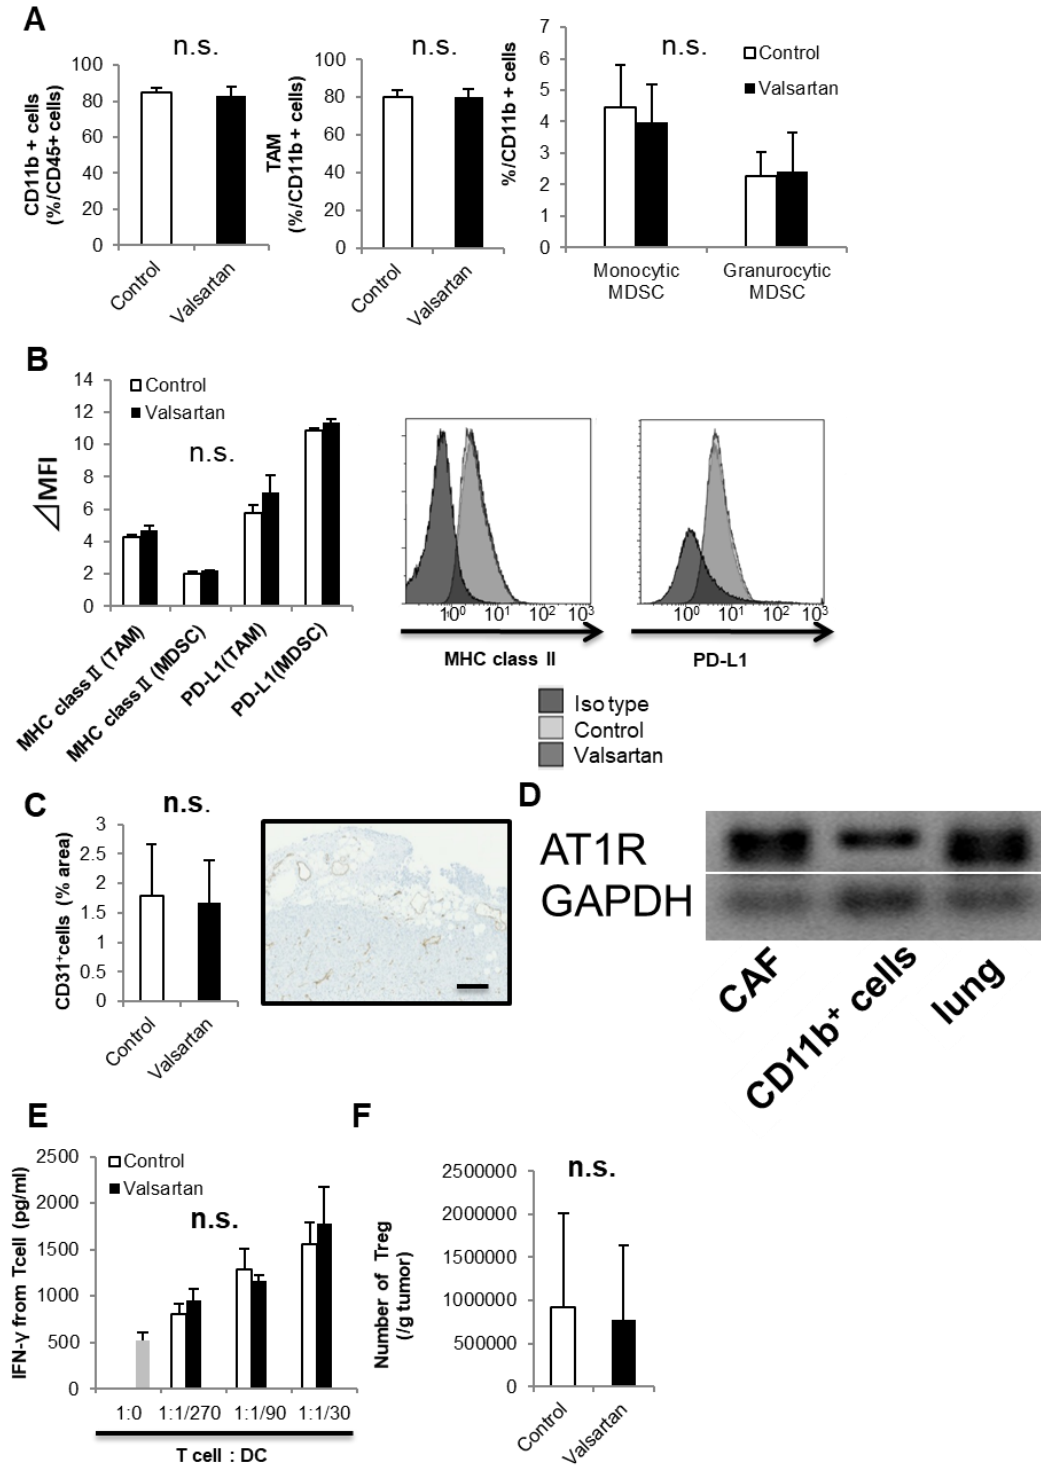 A
n.s.
100
80
60
40
20
0
CD11b + cells
(%/CD45+ cells)
Control
Valsartan
n.s.
100
80
60
40
20
0
TAM
(%/CD11b + cells)
Control
Valsartan
n.s.
7
6
5
4
3
2
1
0
%/CD11b + cells
Control
Valsartan
Monocytic
MDSC
Granurocytic
MDSC
B
14
12
10
8
6
4
2
0
⊿MFI
Control
Valsartan
n.s.
MHC class II (TAM)
MHC class II (MDSC)
PD-L1(TAM)
PD-L1(MDSC)
10⁰ 10¹ 10² 10³
MHC class II
10⁰ 10¹ 10² 10³
PD-L1
Isotype
Control
Valsartan
C
n.s.
3
2.5
2
1.5
1
0.5
0
CD31⁺cells (% area)
Control
Valsartan
D
AT1R
GAPDH
CAF
CD11b⁺ cells
lung
E
2500
2000
1500
1000
500
0
IFN-γ from Tcell (pg/ml)
Control
Valsartan
n.s.
1:0 1:1/270 1:1/90 1:1/30
T cell : DC
F
n.s.
2500000
2000000
1500000
1000000
500000
0
Number of Treg
(/g tumor)
Control
Valsartan